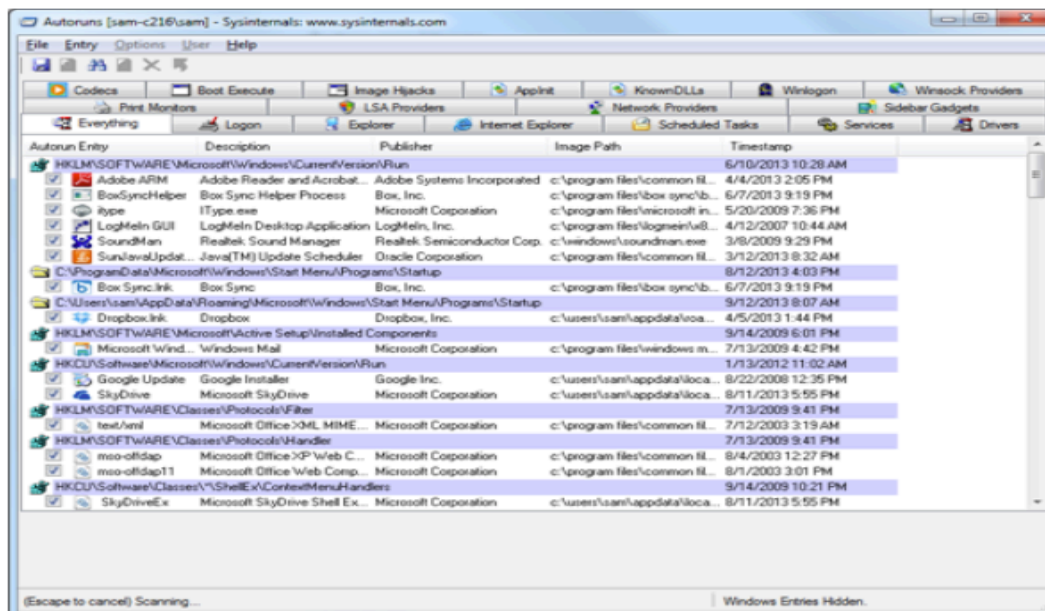 Autoruns [sam-c216\sam] - Sysinternals: www.sysinternals.com
File Entry Options User Help
Codecs Boot Execute Image Hijacks AppInit KnownDLLs Winlogon Winsock Providers
Print Monitors LSA Providers Network Providers Sidebar Gadgets
Everything Logon Explorer Internet Explorer Scheduled Tasks Services Drivers
Autorun Entry Description Publisher Image Path Timestamp
HKLM\SOFTWARE\Microsoft\Windows\CurrentVersion\Run 6/10/2013 10:28 AM
Adobe ARM Adobe Reader and Acrobat... Adobe Systems Incorporated c:\program files\common fil... 4/4/2013 2:05 PM
BoxSyncHelper Box Sync Helper Process Box, Inc. c:\program files\box sync\b... 6/7/2013 9:19 PM
itype IType.exe Microsoft Corporation c:\program files\microsoft in... 5/20/2009 7:36 PM
LogMeIn GUI LogMeIn Desktop Application LogMeIn, Inc. c:\program files\logmein\x8... 4/12/2007 10:44 AM
SoundMan Realtek Sound Manager Realtek Semiconductor Corp. c:\windows\soundman.exe 3/8/2009 9:29 PM
SunJavaUpdat... Java(TM) Update Scheduler Oracle Corporation c:\program files\common fil... 3/12/2013 8:32 AM
C:\ProgramData\Microsoft\Windows\Start Menu\Programs\Startup 8/12/2013 4:03 PM
Box Sync.lnk Box Sync Box, Inc. c:\program files\box sync\b... 6/7/2013 9:19 PM
C:\Users\sam\AppData\Roaming\Microsoft\Windows\Start Menu\Programs\Startup 9/12/2013 8:07 AM
Dropbox.lnk Dropbox Dropbox, Inc. c:\users\sam\appdata\roa... 4/5/2013 1:44 PM
HKLM\SOFTWARE\Microsoft\Active Setup\Installed Components 9/14/2009 6:01 PM
Microsoft Wind... Windows Mail Microsoft Corporation c:\program files\windows m... 7/13/2009 4:42 PM
HKCU\Software\Microsoft\Windows\CurrentVersion\Run 1/13/2012 11:02 AM
Google Update Google Installer Google Inc. c:\users\sam\appdata\loca... 8/22/2008 12:35 PM
SkyDrive Microsoft SkyDrive Microsoft Corporation c:\users\sam\appdata\loca... 8/11/2013 5:55 PM
HKLM\SOFTWARE\Classes\Protocols\Filter 7/13/2009 9:41 PM
text/xml Microsoft Office XML MIME... Microsoft Corporation c:\program files\common fil... 7/12/2003 3:19 AM
HKLM\SOFTWARE\Classes\Protocols\Handler 7/13/2009 9:41 PM
mso-offdap Microsoft Office XP Web C... Microsoft Corporation c:\program files\common fil... 8/4/2003 12:27 PM
mso-offdap11 Microsoft Office Web Comp... Microsoft Corporation c:\program files\common fil... 8/1/2003 3:01 PM
HKCU\Software\Classes\*\ShellEx\ContextMenuHandlers 9/14/2009 10:21 PM
SkyDriveEx Microsoft SkyDrive Shell Ex... Microsoft Corporation c:\users\sam\appdata\loca... 8/11/2013 5:55 PM
(Escape to cancel) Scanning... Windows Entries Hidden.